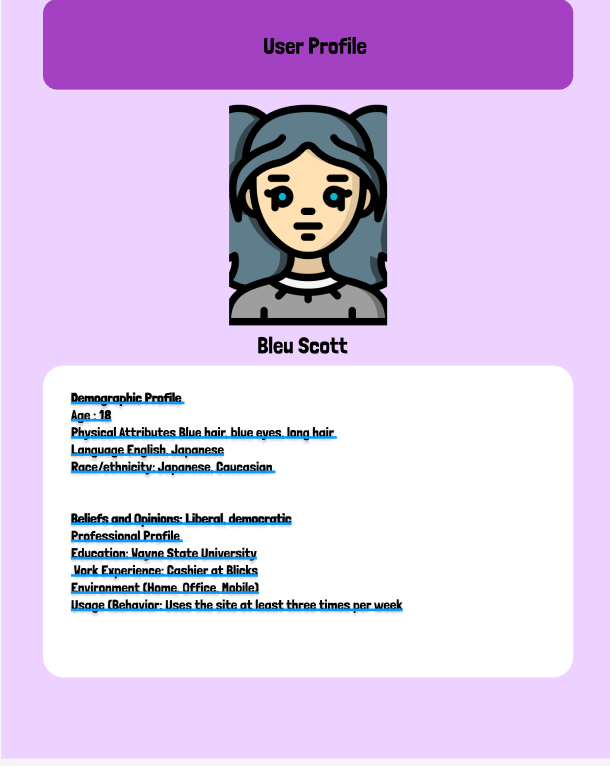 User Profile
Bleu Scott
Demographic Profile
Age : 18
Physical Attributes Blue hair, blue eyes, long hair
Language English, Japanese
Race/ethnicity: Japanese, Caucasian
Beliefs and Opinions: Liberal, democratic
Professional Profile
Education: Wayne State University
Work Experience: Cashier at Blicks
Environment (Home, Office, Mobile)
Usage (Behavior: Uses the site at least three times per week